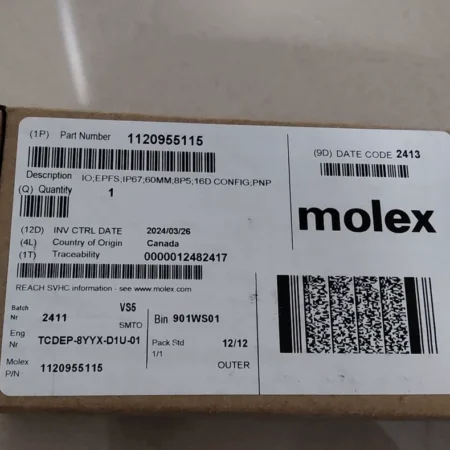 (1P) Part Number 1120955115
Description IO;EPFS;IP67;60MM;8P5;16D CONFIG;PNP
(Q) Quantity 1
(12D) INV CTRL DATE 2024/03/26
(4L) Country of Origin Canada
(1T) Traceability 0000012482417
REACH SVHC information - see www.molex.com
Batch Nr 2411 VS5 SMTO
Eng Nr TCDEP-8YYX-D1U-01
Molex P/N 1120955115
Bin 901WS01
Pack Std 12/12
1/1
OUTER
(9D) DATE CODE 2413
molex